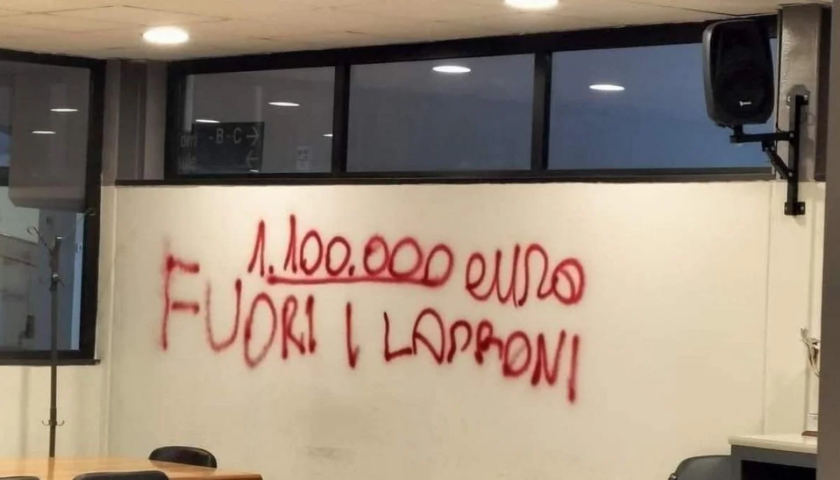 -B-C→
1.100.000 euro
FUORI I LADRONI